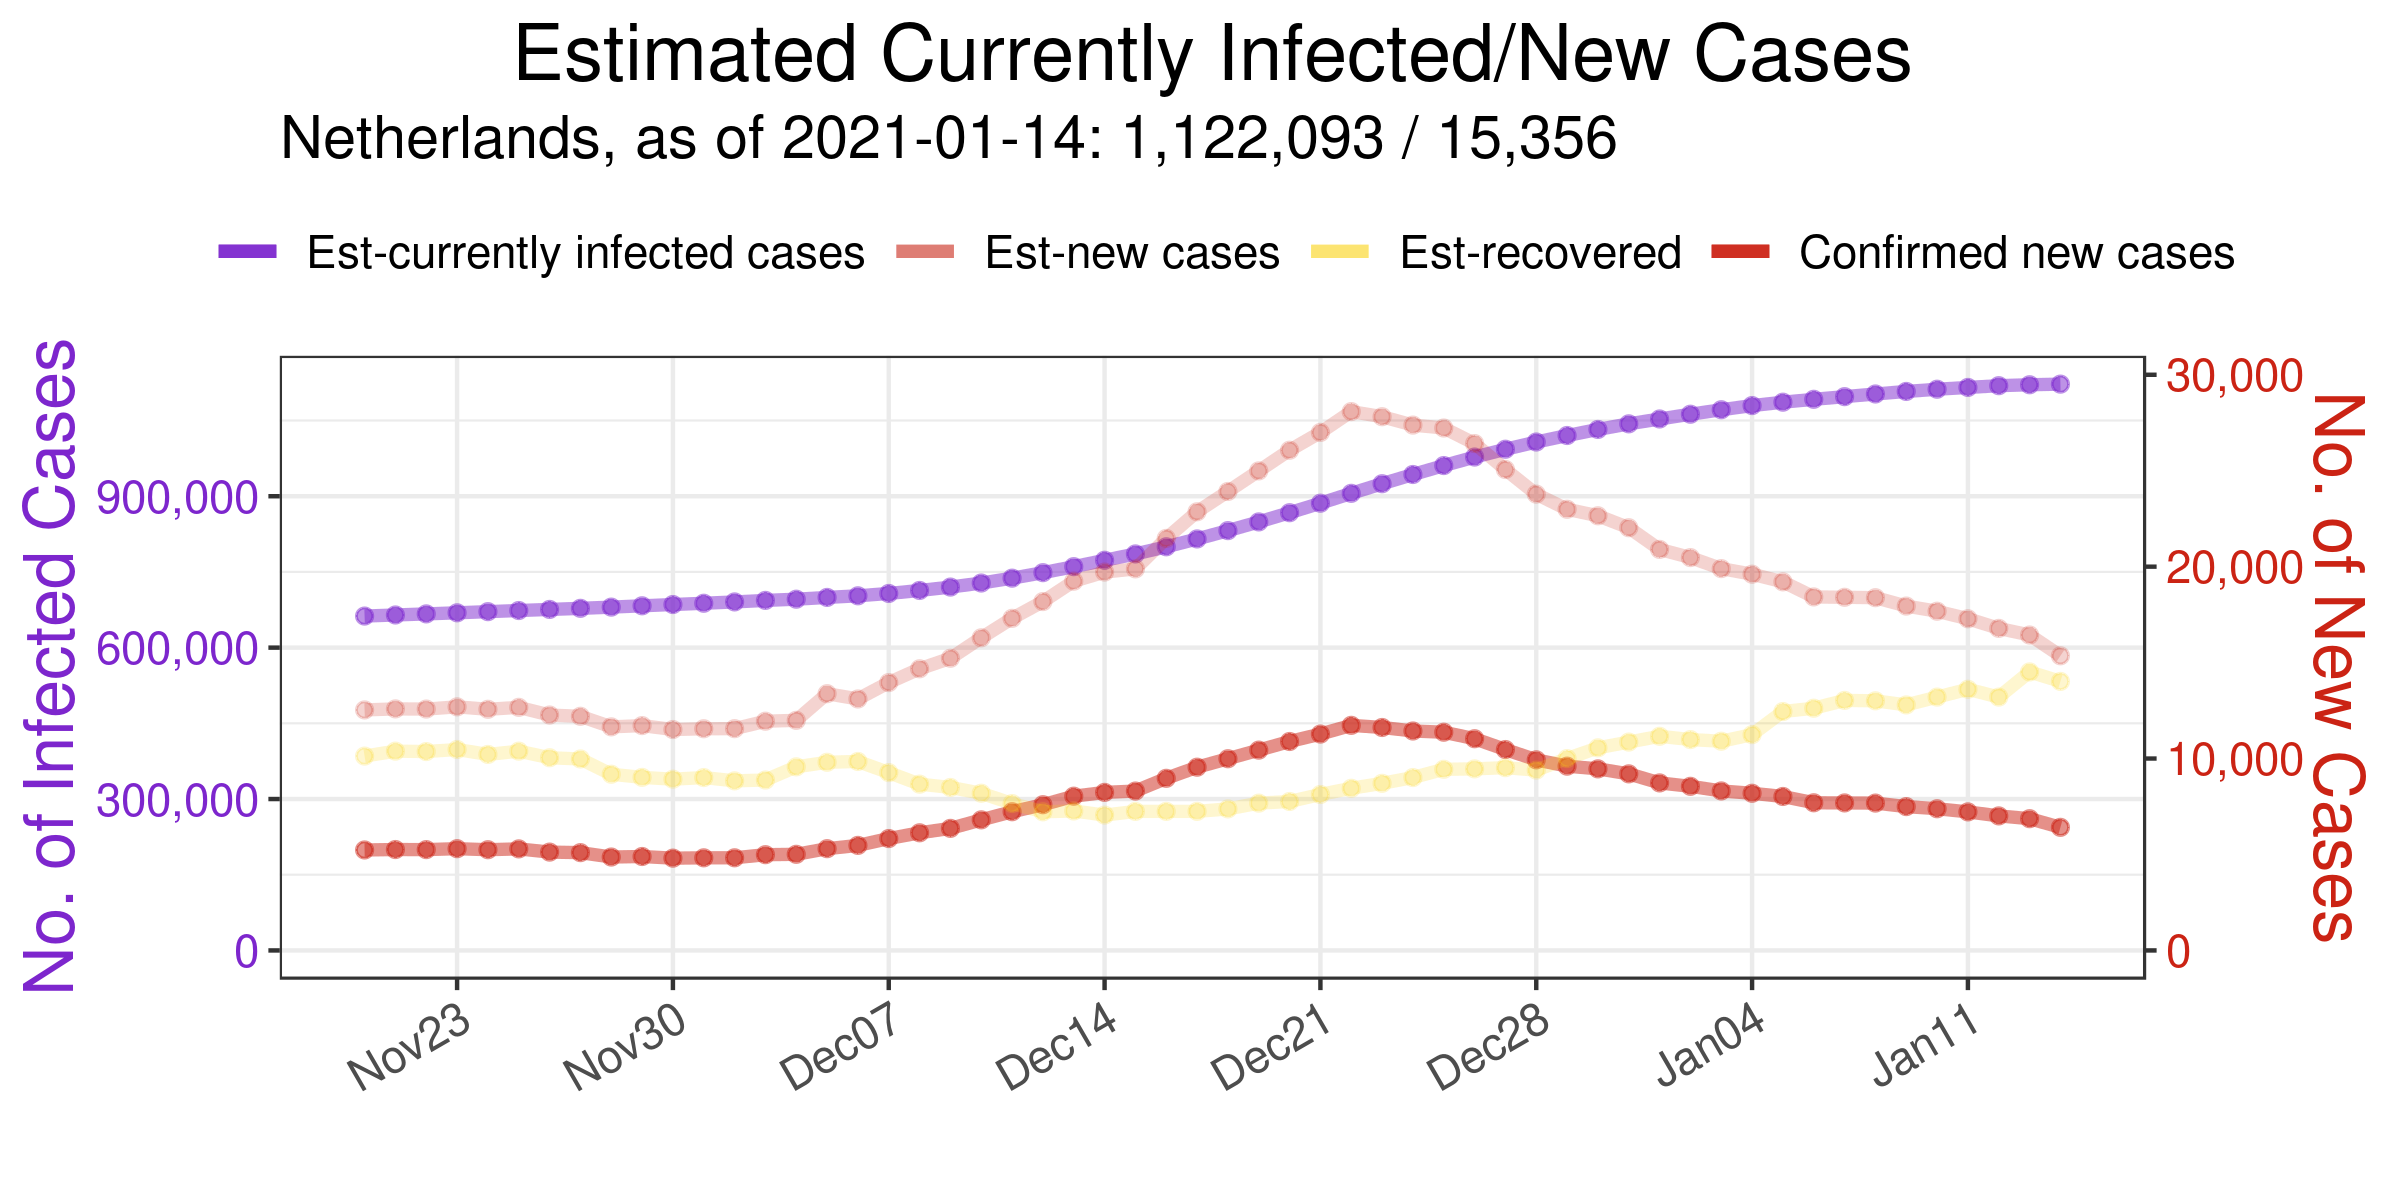 Estimated Currently Infected/New Cases
Netherlands, as of 2021-01-14: 1,122,093 / 15,356
Est-currently infected cases Est-new cases Est-recovered Confirmed new cases
No. of Infected Cases
900,000
600,000
300,000
0
30,000
20,000
10,000
0
No. of New Cases
Nov23 Nov30 Dec07 Dec14 Dec21 Dec28 Jan04 Jan11